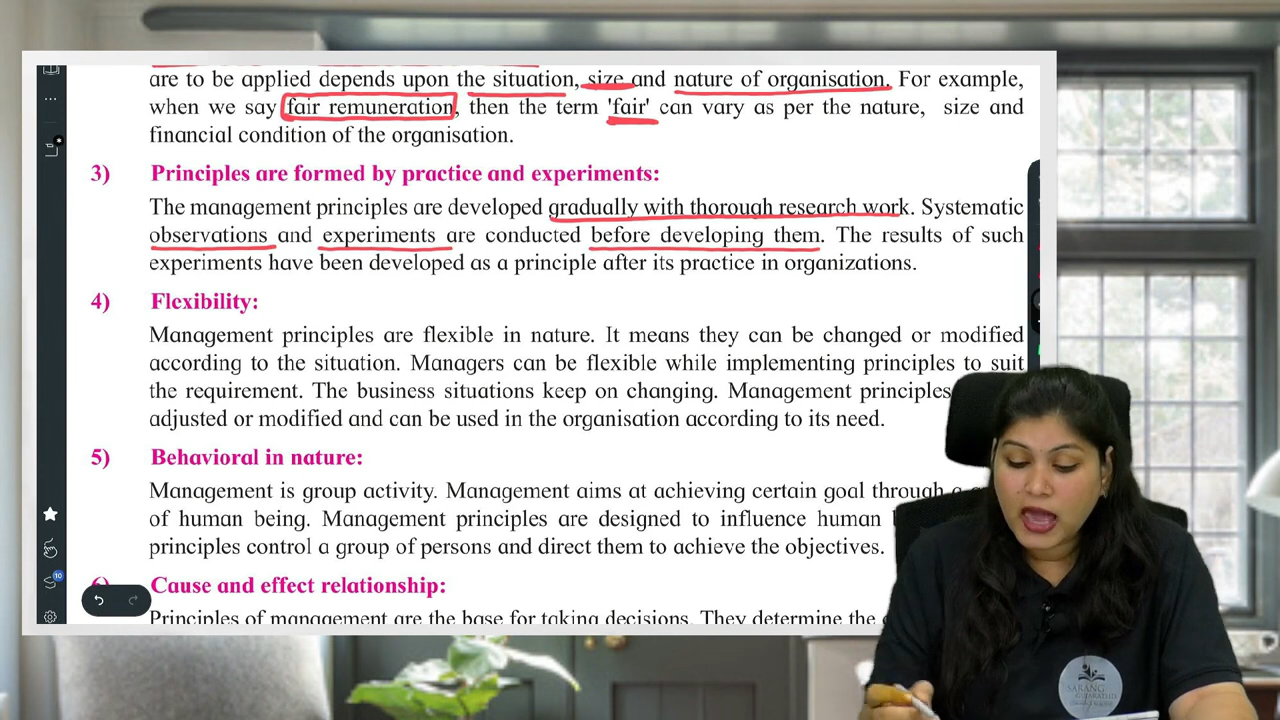 are to be applied depends upon the situation, size and nature of organisation. For example,
when we say fair remuneration, then the term 'fair' can vary as per the nature, size and
financial condition of the organisation.
3) Principles are formed by practice and experiments:
The management principles are developed gradually with thorough research work. Systematic
observations and experiments are conducted before developing them. The results of such
experiments have been developed as a principle after its practice in organizations.
4) Flexibility:
Management principles are flexible in nature. It means they can be changed or modified
according to the situation. Managers can be flexible while implementing principles to suit
the requirement. The business situations keep on changing. Management principles
adjusted or modified and can be used in the organisation according to its need.
5) Behavioral in nature:
Management is group activity. Management aims at achieving certain goal through a
of human being. Management principles are designed to influence human
principles control a group of persons and direct them to achieve the objectives.
Cause and effect relationship:
Principles of management are the base for taking decisions. They determine the
10
SARANG